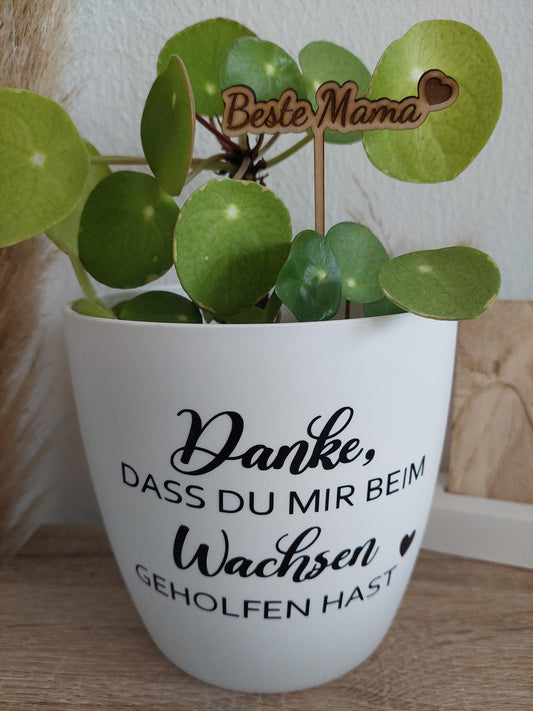 Beste Mama
Danke,
DASS DU MIR BEIM
Wachsen
GEHOLFEN HAST